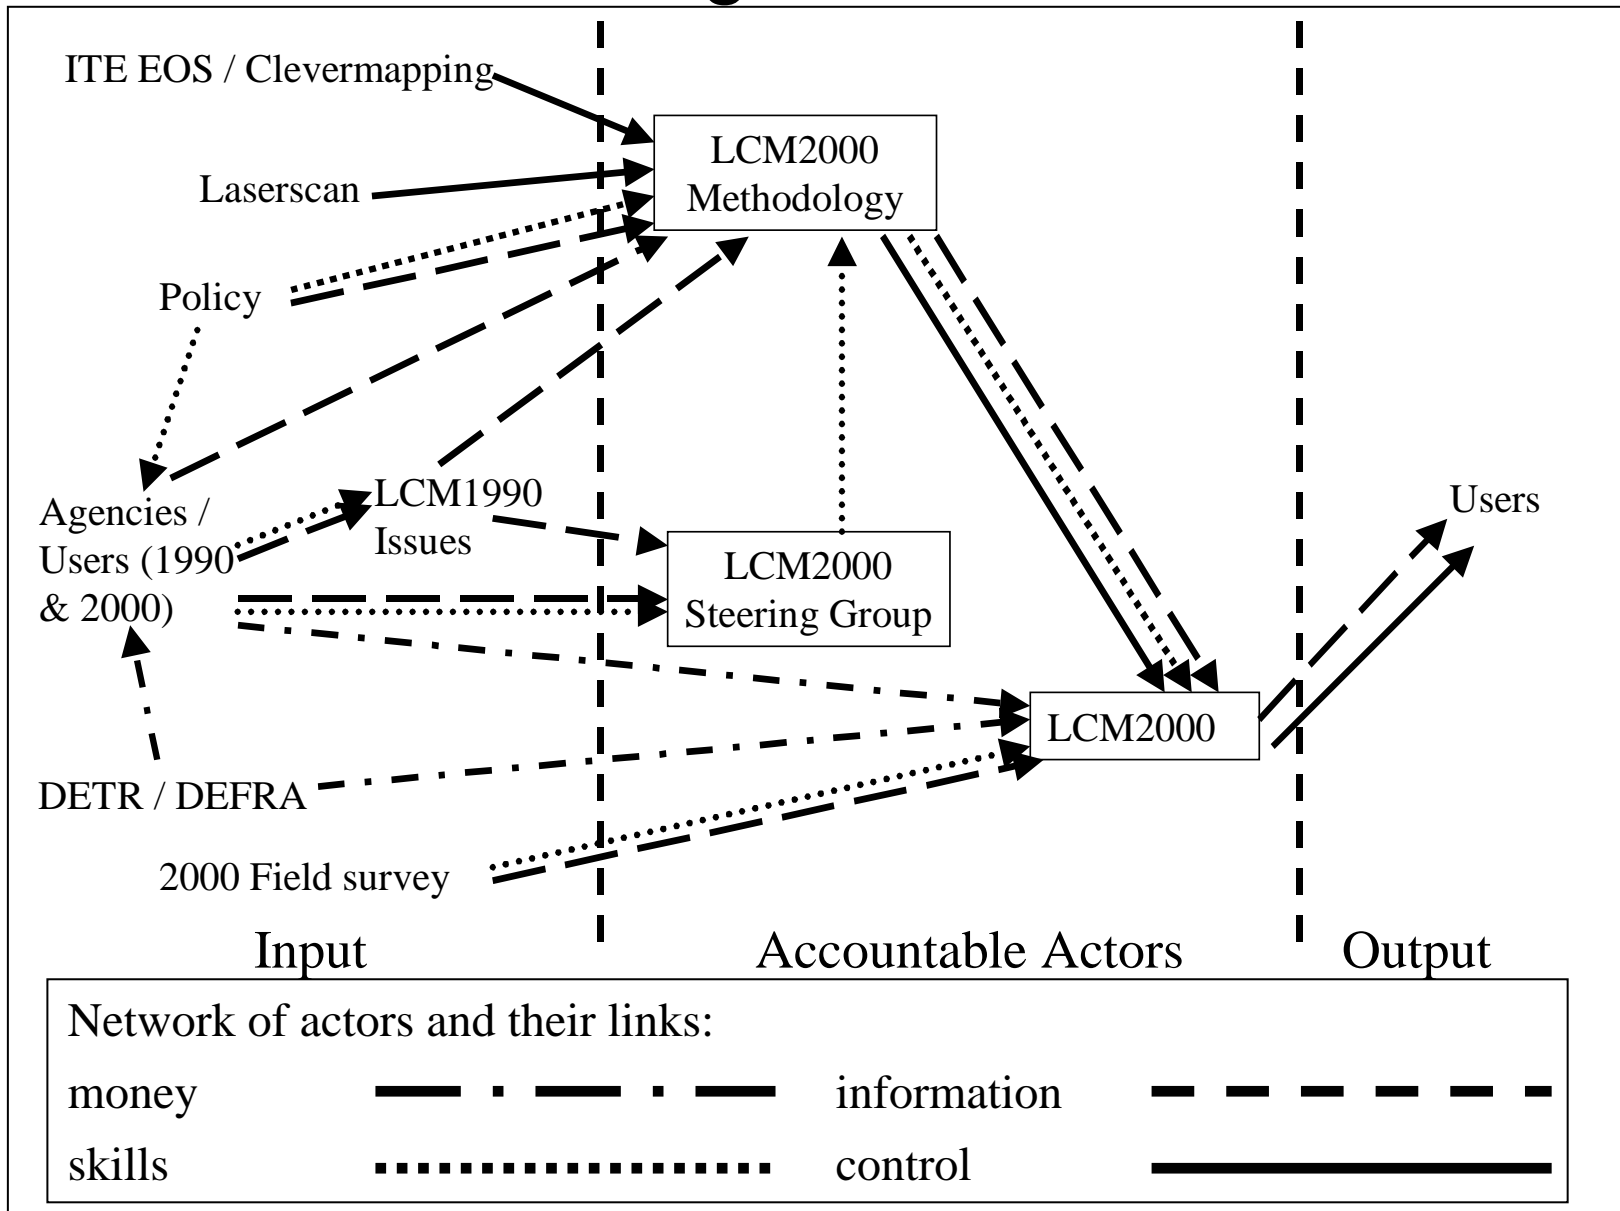 ITE EOS / Clevermapping
LCM2000
Methodology
Laserscan
Policy
Agencies /
Users (1990
& 2000)
LCM1990
Issues
LCM2000
Steering Group
Users
LCM2000
DETR / DEFRA
2000 Field survey
Input
Accountable Actors
Output
Network of actors and their links:
money
information
skills
control